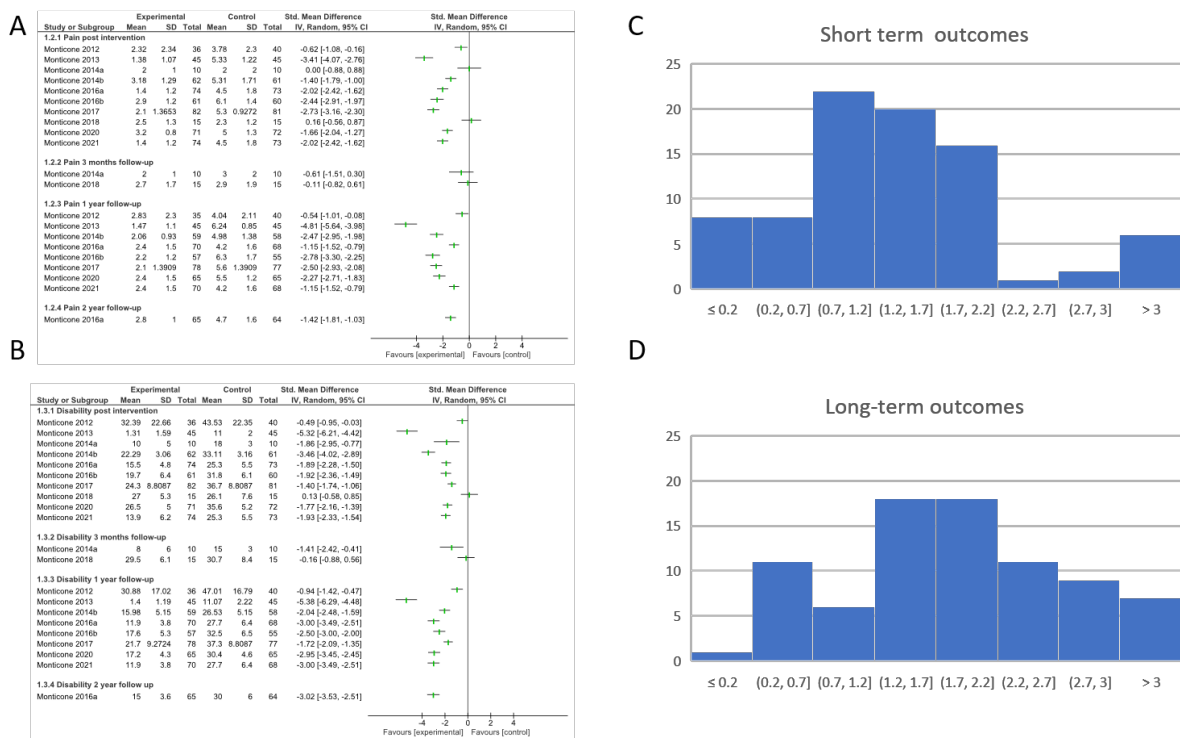 A
Experimental Control Std. Mean Difference Std. Mean Difference
Study or Subgroup Mean SD Total Mean SD Total IV, Random, 95% CI IV, Random, 95% CI
1.2.1 Pain post intervention
Monticone 2012 2.32 2.34 36 3.78 2.3 40 -0.62 [-1.08, -0.16]
Monticone 2013 1.38 1.07 45 5.33 1.22 45 -3.41 [-4.07, -2.76]
Monticone 2014a 2 1 10 2 2 10 0.00 [-0.88, 0.88]
Monticone 2014b 3.18 1.29 62 5.31 1.71 61 -1.40 [-1.79, -1.00]
Monticone 2016a 1.4 1.2 74 4.5 1.8 73 -2.02 [-2.42, -1.62]
Monticone 2016b 2.9 1.2 61 6.1 1.4 60 -2.44 [-2.91, -1.97]
Monticone 2017 2.1 1.3653 82 5.3 0.9272 81 -2.73 [-3.16, -2.30]
Monticone 2018 2.5 1.3 15 2.3 1.2 15 0.16 [-0.56, 0.87]
Monticone 2020 3.2 0.8 71 5 1.3 72 -1.66 [-2.04, -1.27]
Monticone 2021 1.4 1.2 74 4.5 1.8 73 -2.02 [-2.42, -1.62]
1.2.2 Pain 3 months follow-up
Monticone 2014a 2 1 10 3 2 10 -0.61 [-1.51, 0.30]
Monticone 2018 2.7 1.7 15 2.9 1.9 15 -0.11 [-0.82, 0.61]
1.2.3 Pain 1 year follow-up
Monticone 2012 2.83 2.3 35 4.04 2.11 40 -0.54 [-1.01, -0.08]
Monticone 2013 1.47 1.1 45 6.24 0.85 45 -4.81 [-5.64, -3.98]
Monticone 2014b 2.06 0.93 59 4.98 1.38 58 -2.47 [-2.95, -1.98]
Monticone 2016a 2.4 1.5 70 4.2 1.6 68 -1.15 [-1.52, -0.79]
Monticone 2016b 2.2 1.2 57 6.3 1.7 55 -2.78 [-3.30, -2.25]
Monticone 2017 2.1 1.3909 78 5.6 1.3909 77 -2.50 [-2.93, -2.08]
Monticone 2020 2.4 1.5 65 5.5 1.2 65 -2.27 [-2.71, -1.83]
Monticone 2021 2.4 1.5 70 4.2 1.6 68 -1.15 [-1.52, -0.79]
1.2.4 Pain 2 year follow-up
Monticone 2016a 2.8 1 65 4.7 1.6 64 -1.42 [-1.81, -1.03]
-4 -2 0 2 4
Favours [experimental] Favours [control]
B
Experimental Control Std. Mean Difference Std. Mean Difference
Study or Subgroup Mean SD Total Mean SD Total IV, Random, 95% CI IV, Random, 95% CI
1.3.1 Disability post intervention
Monticone 2012 32.39 22.66 36 43.53 22.35 40 -0.49 [-0.95, -0.03]
Monticone 2013 1.31 1.59 45 11 2 45 -5.32 [-6.21, -4.42]
Monticone 2014a 10 5 10 18 3 10 -1.86 [-2.95, -0.77]
Monticone 2014b 22.29 3.06 62 33.11 3.16 61 -3.46 [-4.02, -2.89]
Monticone 2016a 15.5 4.8 74 25.3 5.5 73 -1.89 [-2.28, -1.50]
Monticone 2016b 19.7 6.4 61 31.8 6.1 60 -1.92 [-2.36, -1.49]
Monticone 2017 24.3 8.8087 82 36.7 8.8087 81 -1.40 [-1.74, -1.06]
Monticone 2018 27 5.3 15 26.1 7.6 15 0.13 [-0.58, 0.85]
Monticone 2020 26.5 5 71 35.6 5.2 72 -1.77 [-2.16, -1.39]
Monticone 2021 13.9 6.2 74 25.3 5.5 73 -1.93 [-2.33, -1.54]
1.3.2 Disability 3 months follow-up
Monticone 2014a 8 6 10 15 3 10 -1.41 [-2.42, -0.41]
Monticone 2018 29.5 6.1 15 30.7 8.4 15 -0.16 [-0.88, 0.56]
1.3.3 Disability 1 year follow-up
Monticone 2012 30.88 17.02 36 47.01 16.79 40 -0.94 [-1.42, -0.47]
Monticone 2013 1.4 1.19 45 11.07 2.22 45 -5.38 [-6.29, -4.48]
Monticone 2014b 15.98 5.15 59 26.53 5.15 58 -2.04 [-2.48, -1.59]
Monticone 2016a 11.9 3.8 70 27.7 6.4 68 -3.00 [-3.49, -2.51]
Monticone 2016b 17.6 5.3 57 32.5 6.5 55 -2.50 [-3.00, -2.00]
Monticone 2017 21.7 9.2724 78 37.3 8.8087 77 -1.72 [-2.09, -1.35]
Monticone 2020 17.2 4.3 65 30.4 4.6 65 -2.95 [-3.45, -2.45]
Monticone 2021 11.9 3.8 70 27.7 6.4 68 -3.00 [-3.49, -2.51]
1.3.4 Disability 2 year follow up
Monticone 2016a 15 3.6 65 30 6 64 -3.02 [-3.53, -2.51]
-4 -2 0 2 4
Favours [experimental] Favours [control]
C
Short term outcomes
25
20
15
10
5
0
≤ 0.2 (0.2, 0.7] (0.7, 1.2] (1.2, 1.7] (1.7, 2.2] (2.2, 2.7] (2.7, 3] > 3
D
Long-term outcomes
25
20
15
10
5
0
≤ 0.2 (0.2, 0.7] (0.7, 1.2] (1.2, 1.7] (1.7, 2.2] (2.2, 2.7] (2.7, 3] > 3